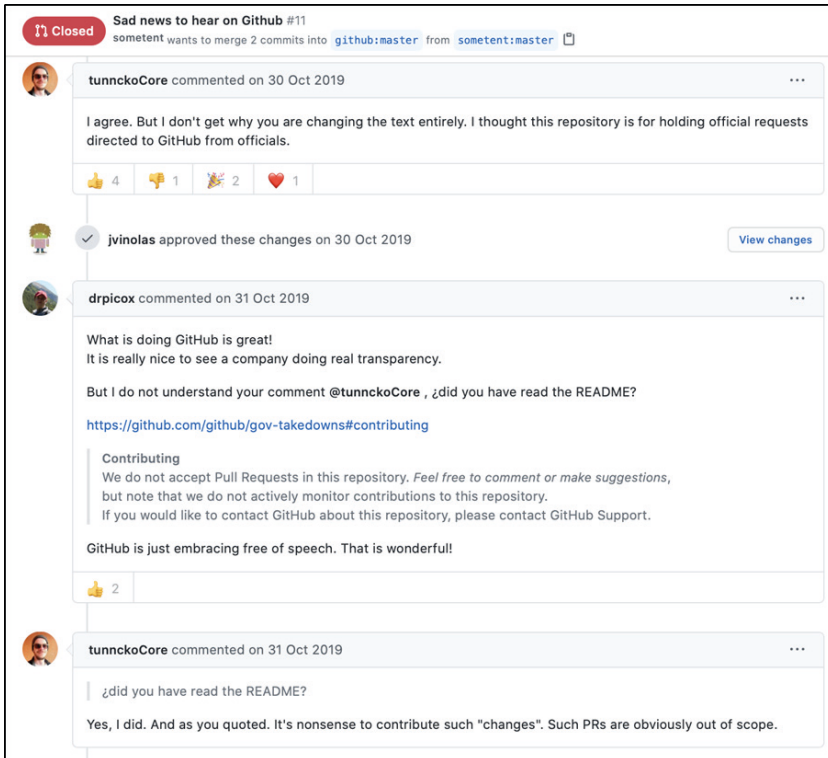 Closed
Sad news to hear on Github #11
sometent wants to merge 2 commits into github:master from sometent:master
tunnckoCore commented on 30 Oct 2019
I agree. But I don't get why you are changing the text entirely. I thought this repository is for holding official requests
directed to GitHub from officials.
4 1 2 1
jvinolas approved these changes on 30 Oct 2019
View changes
drpicox commented on 31 Oct 2019
What is doing GitHub is great!
It is really nice to see a company doing real transparency.
But I do not understand your comment @tunnckoCore , ¿did you have read the README?
https://github.com/github/gov-takedowns#contributing
Contributing
We do not accept Pull Requests in this repository. Feel free to comment or make suggestions,
but note that we do not actively monitor contributions to this repository.
If you would like to contact GitHub about this repository, please contact GitHub Support.
GitHub is just embracing free of speech. That is wonderful!
2
tunnckoCore commented on 31 Oct 2019
¿did you have read the README?
Yes, I did. And as you quoted. It's nonsense to contribute such "changes". Such PRs are obviously out of scope.